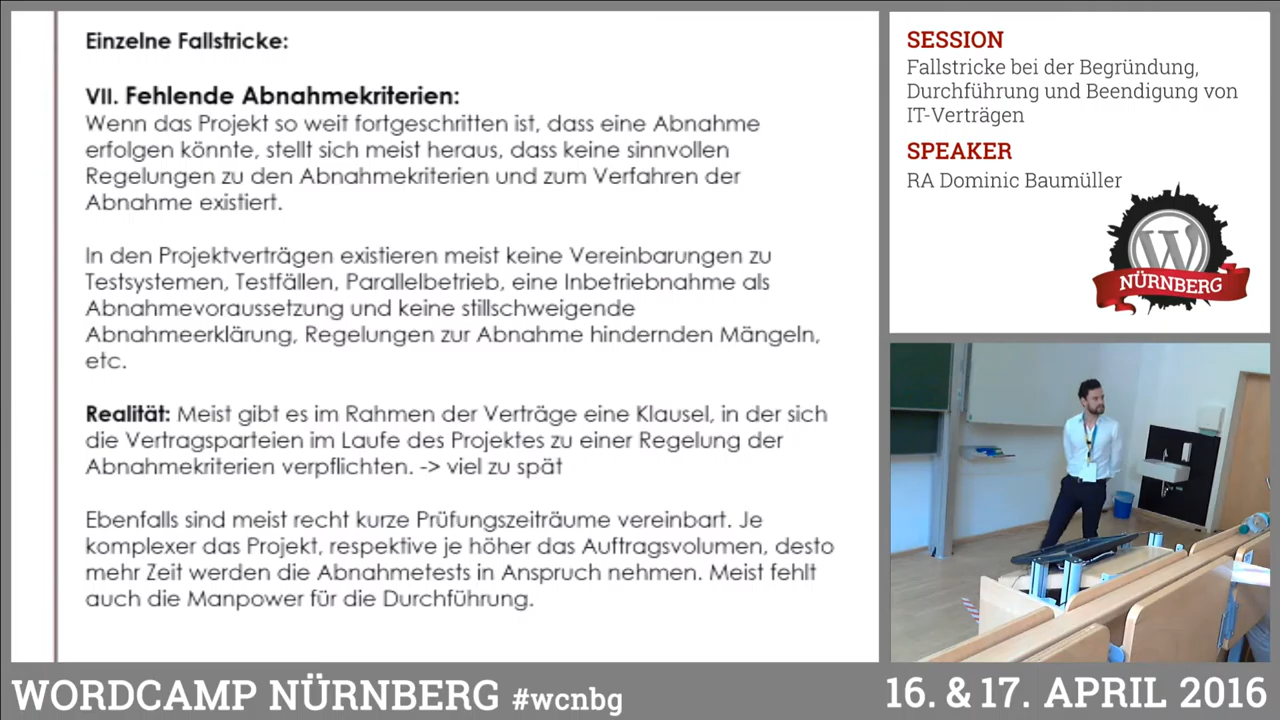 Einzelne Fallstricke:
VII. Fehlende Abnahmekriterien:
Wenn das Projekt so weit fortgeschritten ist, dass eine Abnahme
erfolgen könnte, stellt sich meist heraus, dass keine sinnvollen
Regelungen zu den Abnahmekriterien und zum Verfahren der
Abnahme existiert.
In den Projektverträgen existieren meist keine Vereinbarungen zu
Testsystemen, Testfällen, Parallelbetrieb, eine Inbetriebnahme als
Abnahmevoraussetzung und keine stillschweigende
Abnahmeerklärung, Regelungen zur Abnahme hindernden Mängeln,
etc.
Realität: Meist gibt es im Rahmen der Verträge eine Klausel, in der sich
die Vertragsparteien im Laufe des Projektes zu einer Regelung der
Abnahmekriterien verpflichten. -> viel zu spät
Ebenfalls sind meist recht kurze Prüfungszeiträume vereinbart. Je
komplexer das Projekt, respektive je höher das Auftragsvolumen, desto
mehr Zeit werden die Abnahmetests in Anspruch nehmen. Meist fehlt
auch die Manpower für die Durchführung.
SESSION
Fallstricke bei der Begründung,
Durchführung und Beendigung von
IT-Verträgen
SPEAKER
RA Dominic Baumüller
W
NÜRNBERG
WORDCAMP NÜRNBERG #wcnbg
16. & 17. APRIL 2016